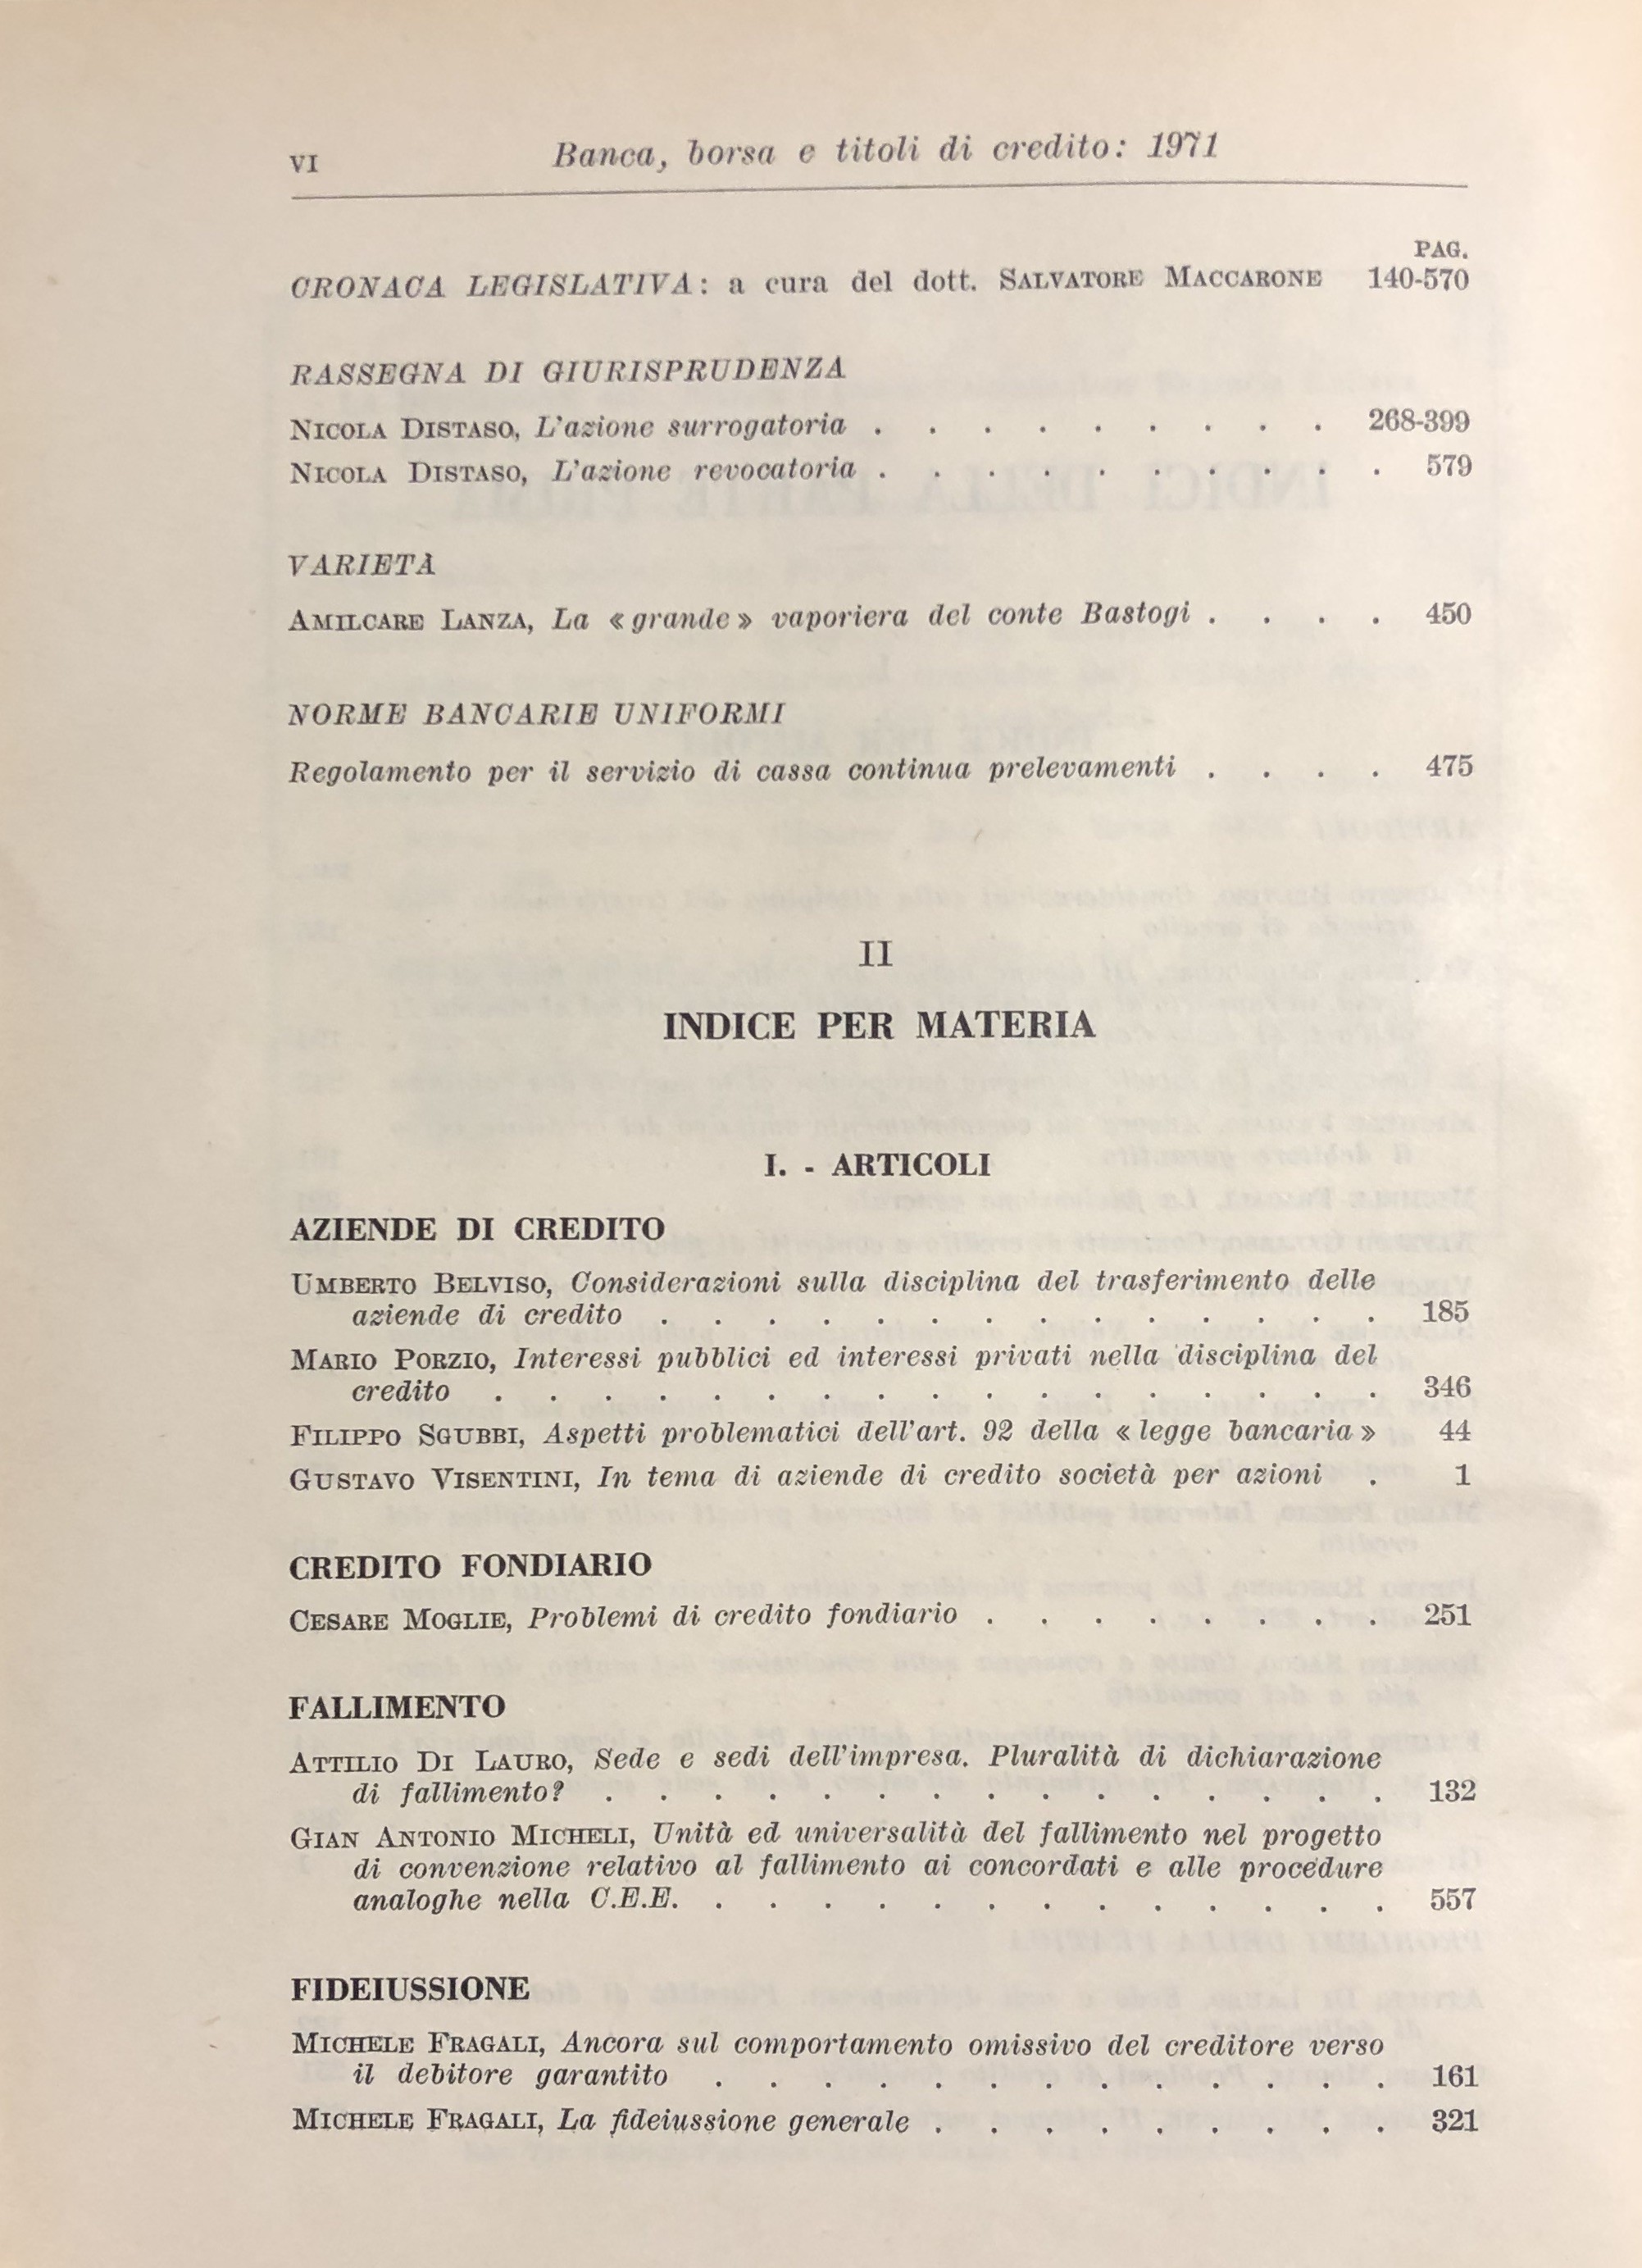 VI Banca, borsa e titoli di credito: 1971
PAG.
CRONACA LEGISLATIVA: a cura del dott. SALVATORE MACCARONE 140-570
RASSEGNA DI GIURISPRUDENZA
NICOLA DISTASO, L'azione surrogatoria . . . . . . . . . 268-399
NICOLA DISTASO, L'azione revocatoria . . . . . . . . . . 579
VARIETÀ
AMILCARE LANZA, La « grande » vaporiera del conte Bastogi . . . . 450
NORME BANCARIE UNIFORMI
Regolamento per il servizio di cassa continua prelevamenti . . . . 475
II
INDICE PER MATERIA
I. - ARTICOLI
AZIENDE DI CREDITO
UMBERTO BELVISO, Considerazioni sulla disciplina del trasferimento delle
aziende di credito . . . . . . . . . . . . . . 185
MARIO PORZIO, Interessi pubblici ed interessi privati nella disciplina del
credito . . . . . . . . . . . . . . . . . 346
FILIPPO SGUBBI, Aspetti problematici dell'art. 92 della « legge bancaria » 44
GUSTAVO VISENTINI, In tema di aziende di credito società per azioni . 1
CREDITO FONDIARIO
CESARE MOGLIE, Problemi di credito fondiario . . . . . . . . 251
FALLIMENTO
ATTILIO DI LAURO, Sede e sedi dell'impresa. Pluralità di dichiarazione
di fallimento? . . . . . . . . . . . . . . . 132
GIAN ANTONIO MICHELI, Unità ed universalità del fallimento nel progetto
di convenzione relativo al fallimento ai concordati e alle procedure
analoghe nella C.E.E. . . . . . . . . . . . . . 557
FIDEIUSSIONE
MICHELE FRAGALI, Ancora sul comportamento omissivo del creditore verso
il debitore garantito . . . . . . . . . . . . . 161
MICHELE FRAGALI, La fideiussione generale . . . . . . . . . 321